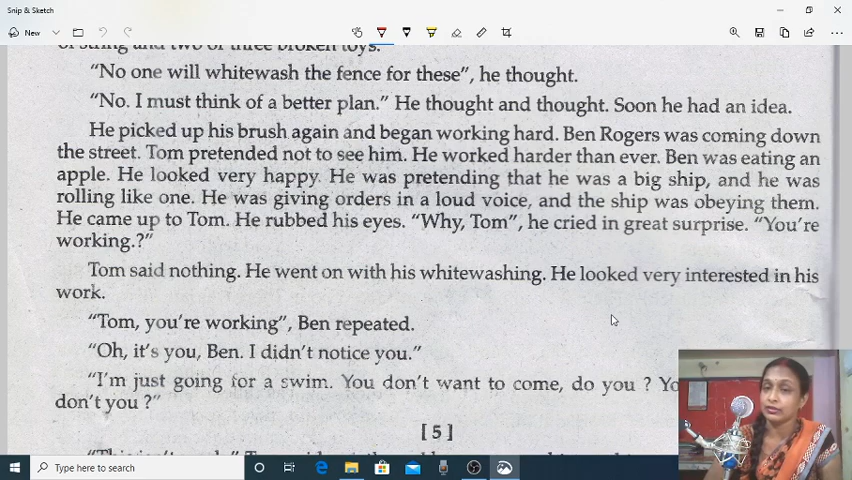 Snip & Sketch
New
of string and two or three broken toys.
"No one will whitewash the fence for these", he thought.
"No. I must think of a better plan." He thought and thought. Soon he had an idea.
He picked up his brush again and began working hard. Ben Rogers was coming down
the street. Tom pretended not to see him. He worked harder than ever. Ben was eating an
apple. He looked very happy. He was pretending that he was a big ship, and he was
rolling like one. He was giving orders in a loud voice, and the ship was obeying them.
He came up to Tom. He rubbed his eyes. "Why, Tom", he cried in great surprise. "You're
working.?"
Tom said nothing. He went on with his whitewashing. He looked very interested in his
work.
"Tom, you're working", Ben repeated.
"Oh, it's you, Ben. I didn't notice you."
"I'm just going for a swim. You don't want to come, do you ?
don't you ?"
[ 5 ]
Type here to search